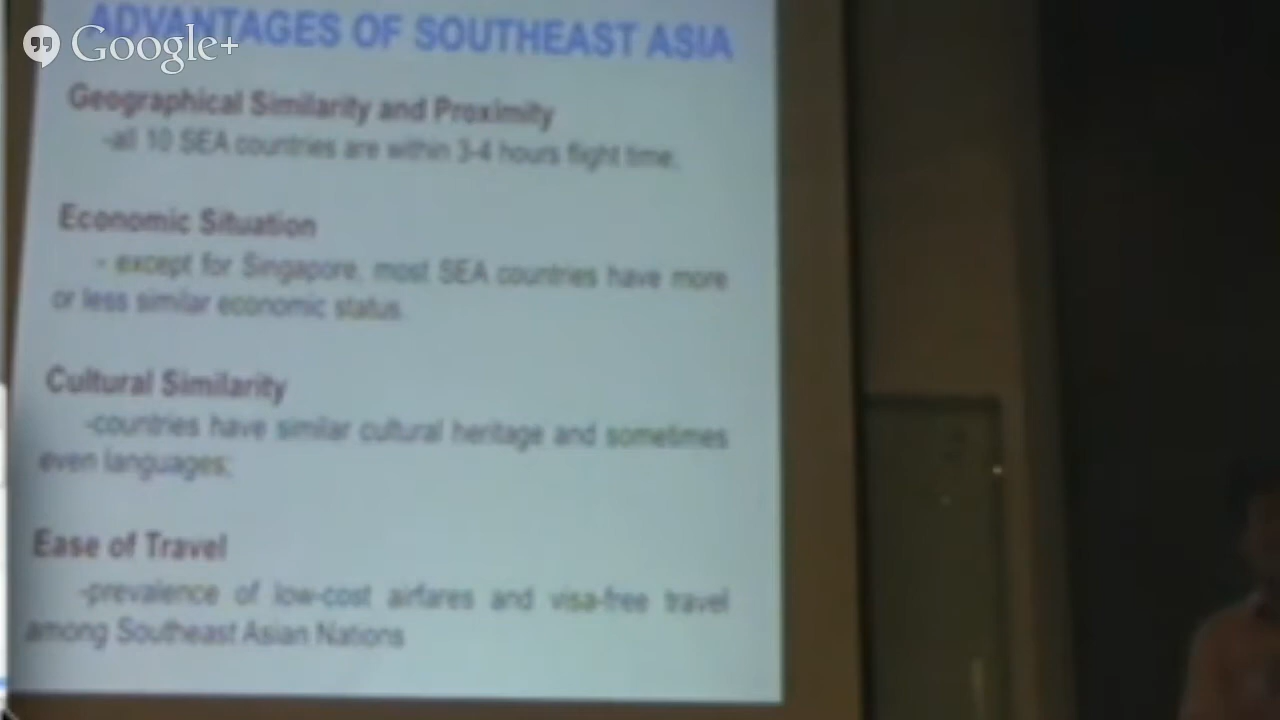 Google+
ADVANTAGES OF SOUTHEAST ASIA
Geographical Similarity and Proximity
-all 10 SEA countries are within 3-4 hours flight time;
Economic Situation
- except for Singapore, most SEA countries have more
or less similar economic status.
Cultural Similarity
-countries have similar cultural heritage and sometimes
even languages;
Ease of Travel
-prevalence of low-cost airfares and visa-free travel
among Southeast Asian Nations